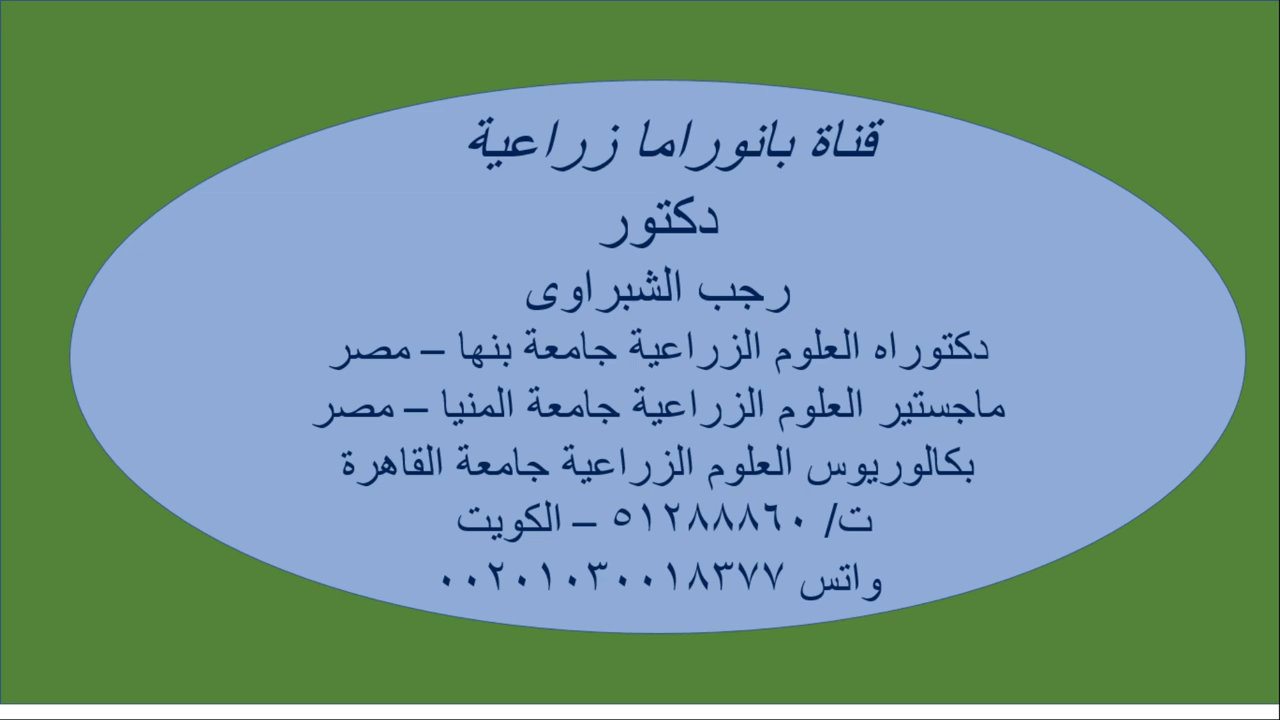 قناة بانوراما زراعية
دكتور
رجب الشبراوى
دكتوراه العلوم الزراعية جامعة بنها – مصر
ماجستير العلوم الزراعية جامعة المنيا – مصر
بكالوريوس العلوم الزراعية جامعة القاهرة
ت/ ٥١٢٨٨٨٦٠ – الكويت
واتس ٠٠٢٠١٠٣٠٠١٨٣٧٧